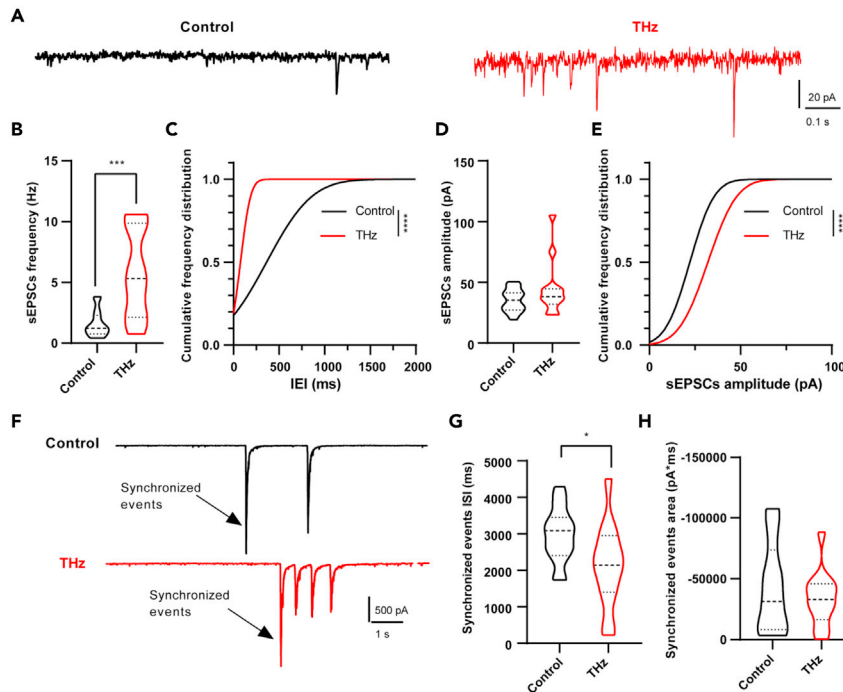 A
Control
THz
20 pA
0.1 s
B
sEPSCs frequency (Hz)
15
10
5
0
***
Control
THz
C
Cumulative frequency distribution
1.0
0.5
0.0
0
500
1000
1500
2000
IEI (ms)
Control
THz
****
D
sEPSCs amplitude (pA)
150
100
50
0
Control
THz
E
Cumulative frequency distribution
1.0
0.5
0.0
0
50
100
sEPSCs amplitude (pA)
Control
THz
****
F
Control
Synchronized
events
THz
Synchronized
events
500 pA
1 s
G
Synchronized events ISI (ms)
6000
5000
4000
3000
2000
1000
0
*
Control
THz
H
Synchronized events area (pA*ms)
-150000
-100000
-50000
0
Control
THz